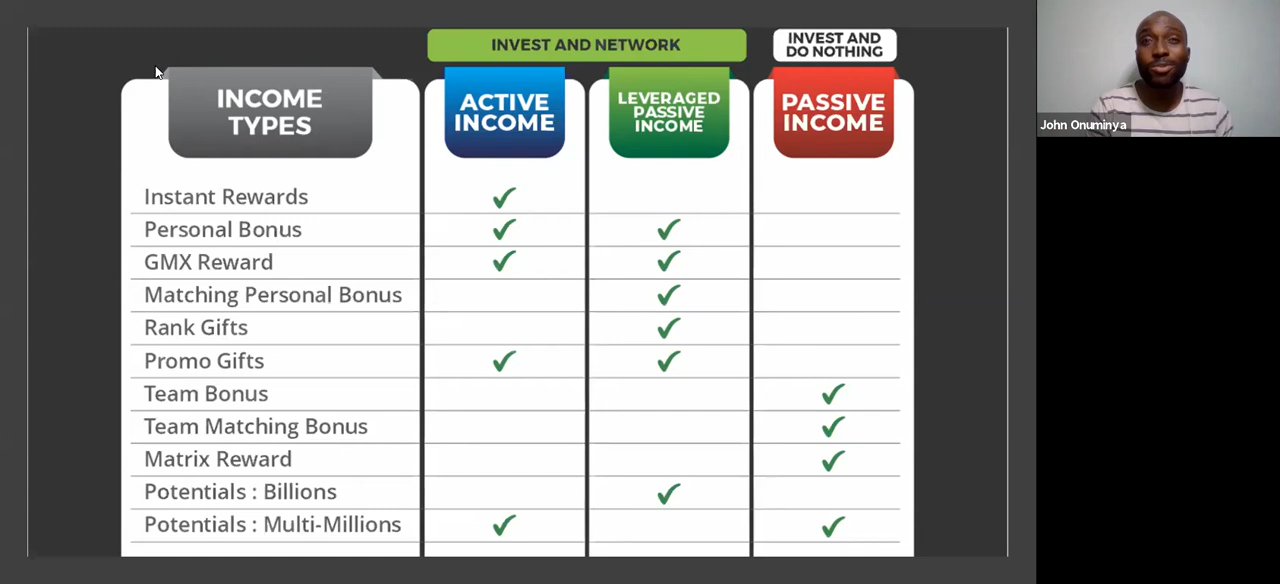 INVEST AND NETWORK
INVEST AND
DO NOTHING
INCOME
TYPES
ACTIVE
INCOME
LEVERAGED
PASSIVE
INCOME
PASSIVE
INCOME
Instant Rewards
Personal Bonus
GMX Reward
Matching Personal Bonus
Rank Gifts
Promo Gifts
Team Bonus
Team Matching Bonus
Matrix Reward
Potentials : Billions
Potentials : Multi-Millions
John Onuminya